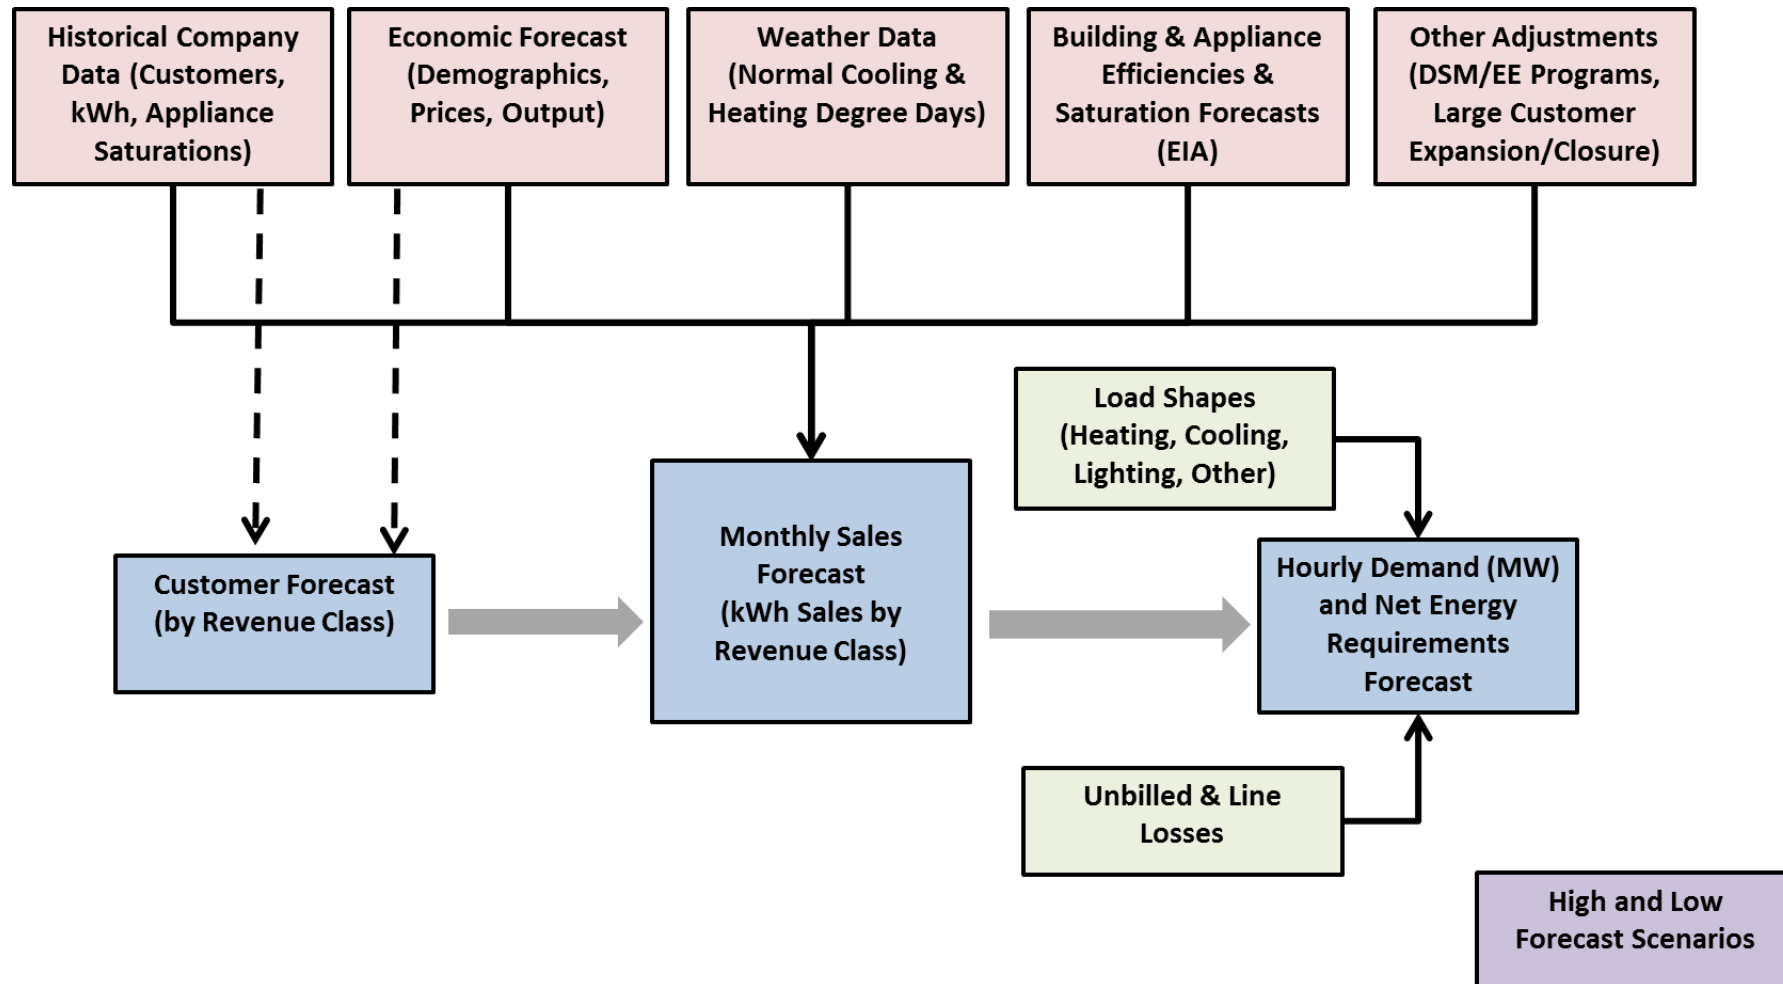 Historical Company
Data (Customers,
kWh, Appliance
Saturations)
Economic Forecast
(Demographics,
Prices, Output)
Weather Data
(Normal Cooling &
Heating Degree Days)
Building & Appliance
Efficiencies &
Saturation Forecasts
(EIA)
Other Adjustments
(DSM/EE Programs,
Large Customer
Expansion/Closure)
Load Shapes
(Heating, Cooling,
Lighting, Other)
Customer Forecast
(by Revenue Class)
Monthly Sales
Forecast
(kWh Sales by
Revenue Class)
Hourly Demand (MW)
and Net Energy
Requirements
Forecast
Unbilled & Line
Losses
High and Low
Forecast Scenarios